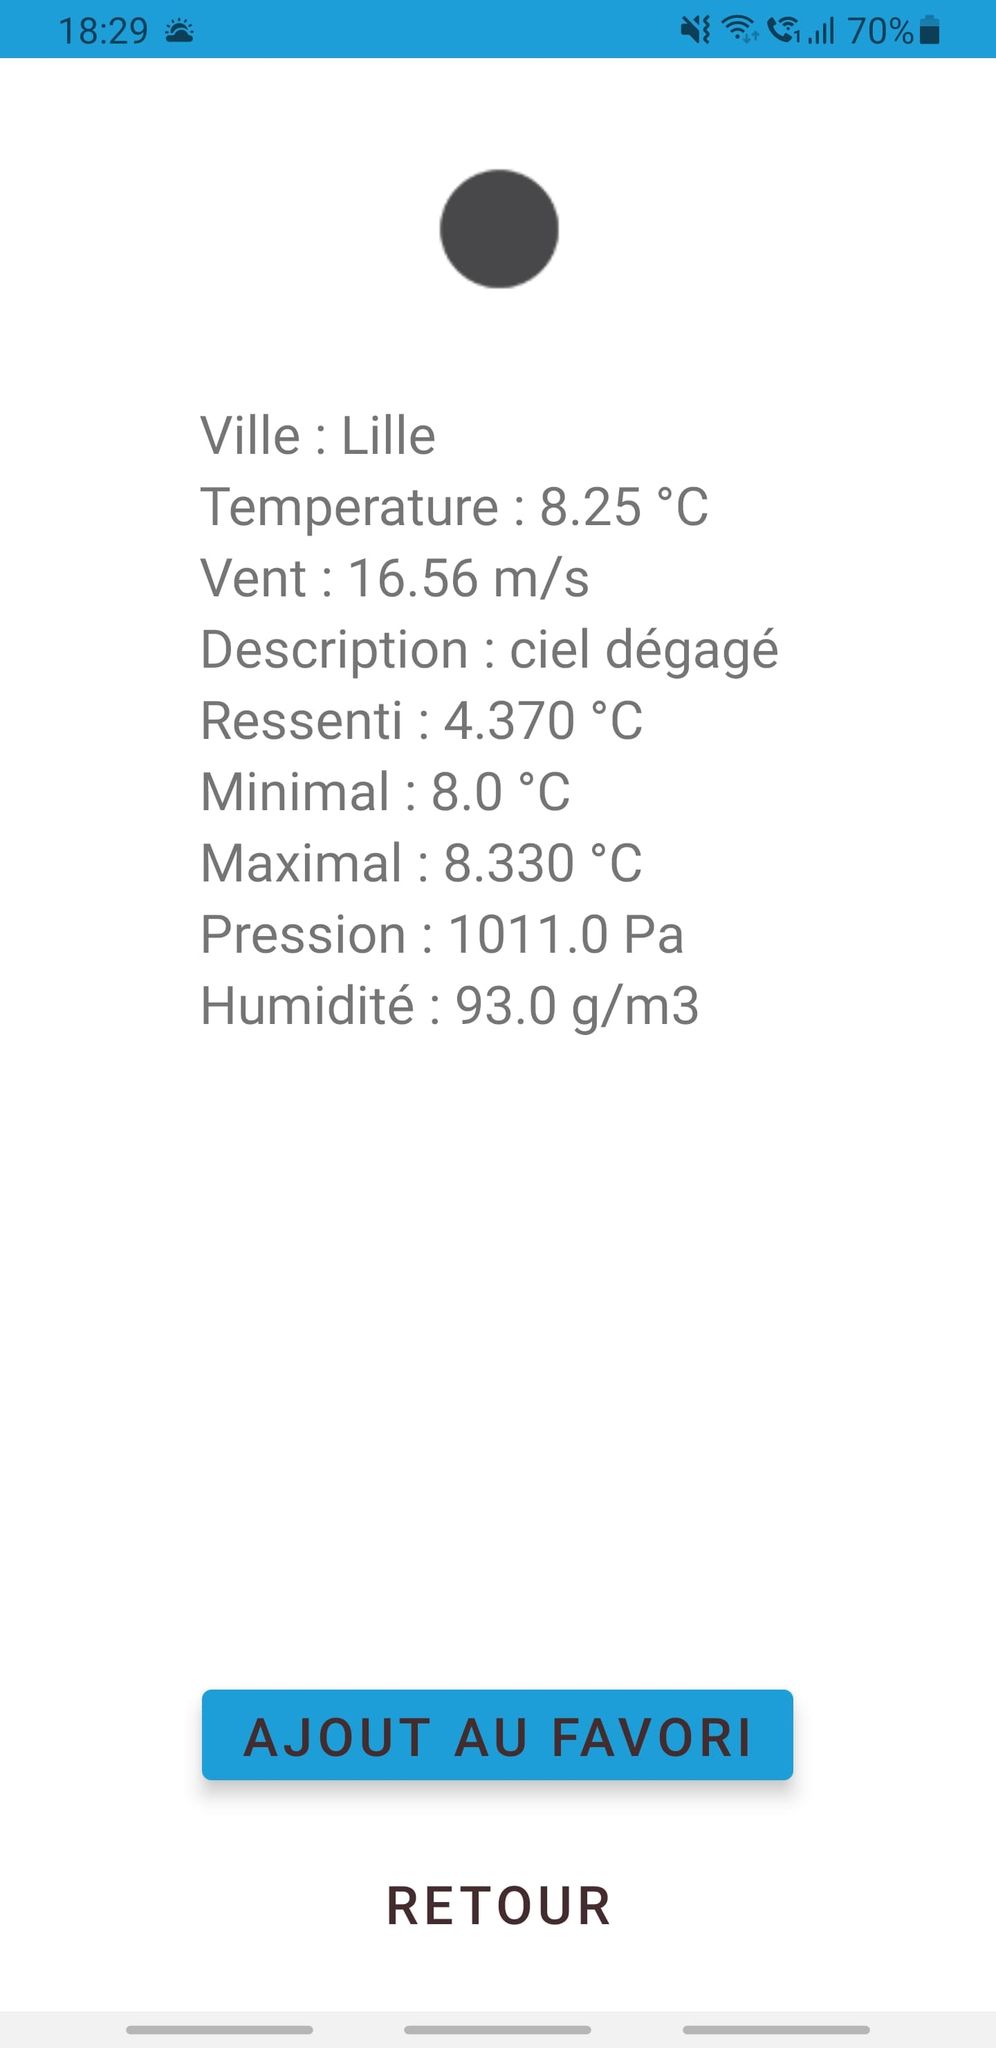 18:29
70%
Ville : Lille
Temperature : 8.25 °C
Vent : 16.56 m/s
Description : ciel dégagé
Ressenti : 4.370 °C
Minimal : 8.0 °C
Maximal : 8.330 °C
Pression : 1011.0 Pa
Humidité : 93.0 g/m3
AJOUT AU FAVORI
RETOUR